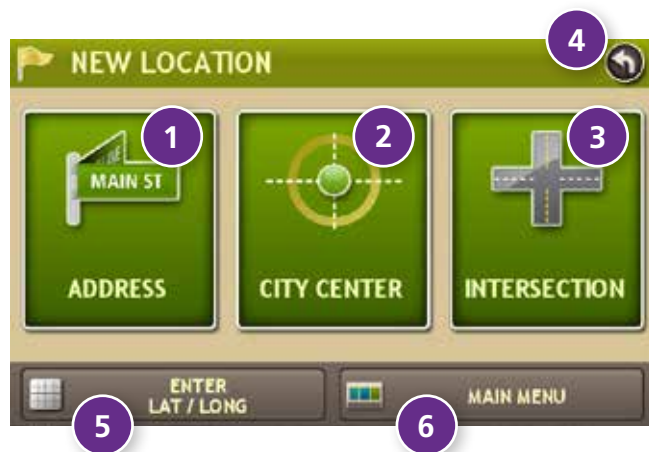 4
NEW LOCATION
1
2
3
MAIN ST
ADDRESS
CITY CENTER
INTERSECTION
ENTER
LAT / LONG
MAIN MENU
5
6